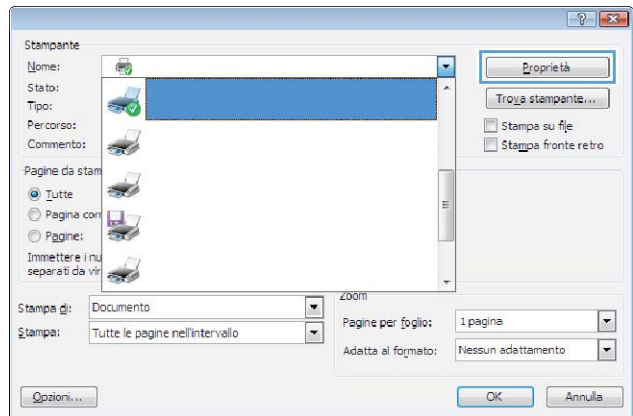 Stampante
Nome:
Proprietà
Stato:
Tipo:
Trova stampante...
Percorso:
Stampa su file
Commento:
Stampa fronte retro
Pagine da stam
Tutte
Pagina corr
Pagine:
Immettere i nu
separati da vir
Stampa di: Documento
Stampa: Tutte le pagine nell'intervallo
Zoom
Pagine per foglio: 1 pagina
Adatta al formato: Nessun adattamento
Opzioni...
OK
Annulla